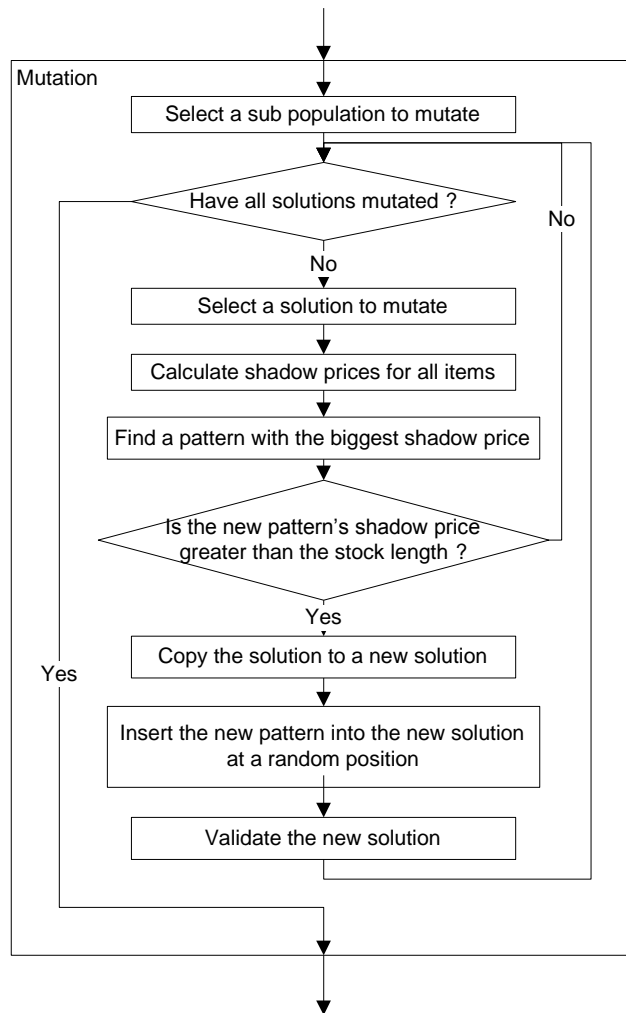 Mutation
Select a sub population to mutate
Have all solutions mutated ?
No
No
Select a solution to mutate
Calculate shadow prices for all items
Find a pattern with the biggest shadow price
Is the new pattern's shadow price
greater than the stock length ?
Yes
Copy the solution to a new solution
Yes
Insert the new pattern into the new solution
at a random position
Validate the new solution